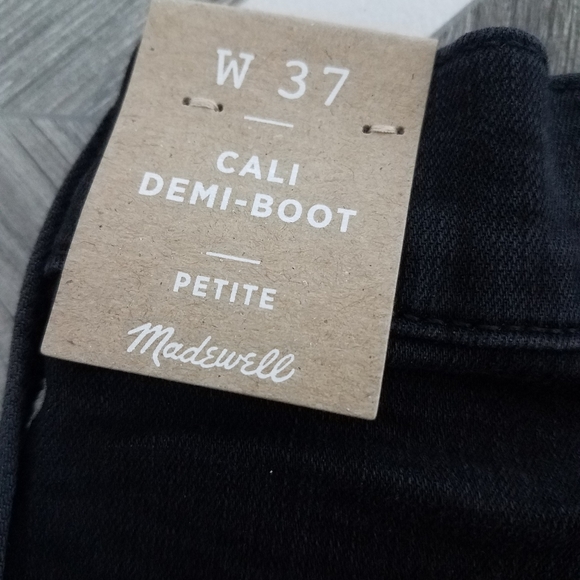 W 37
CALI
DEMI-BOOT
PETITE
Madewell